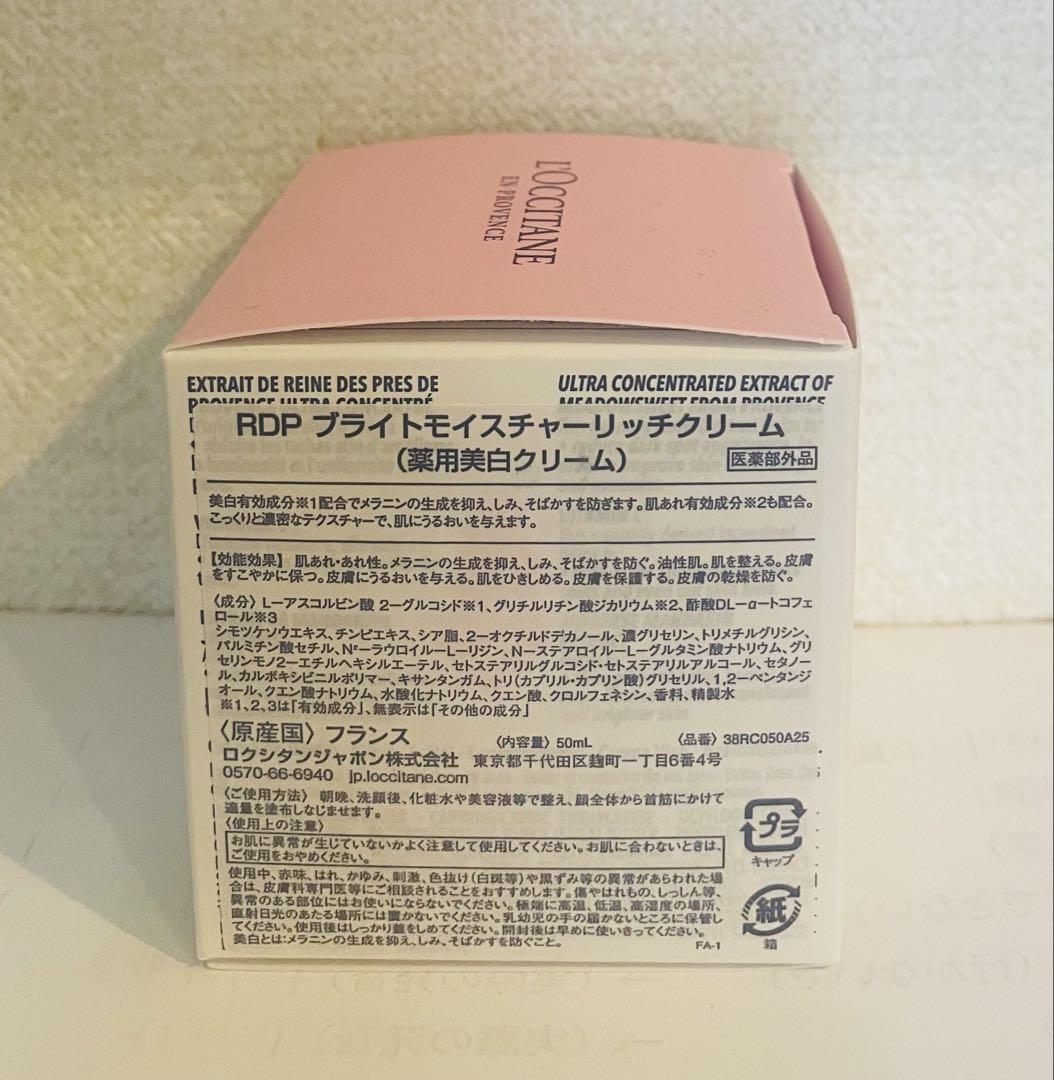 L'OCCITANE
EN PROVENCE
EXTRAIT DE REINE DES PRES DE
PROVENCE ULTRA CONCENTRÉ
ULTRA CONCENTRATED EXTRACT OF
MEADOWSWEET FROM PROVENCE
RDP ブライトモイスチャーリッチクリーム
（薬用美白クリーム）
医薬部外品
美白有効成分※1配合でメラニンの生成を抑え、しみ、そばかすを防ぎます。肌あれ有効成分※2も配合。
こっくりと濃密なテクスチャーで、肌にうるおいを与えます。
【効能効果】 肌あれ・あれ性。メラニンの生成を抑え、しみ、そばかすを防ぐ。油性肌。肌を整える。皮膚
をすこやかに保つ。皮膚にうるおいを与える。肌をひきしめる。皮膚を保護する。皮膚の乾燥を防ぐ。
〈成分〉 L－アスコルビン酸 2－グルコシド※1、グリチルリチン酸ジカリウム※2、酢酸DL－α－トコフェ
ロール※3
シモツケソウエキス、チンピエキス、シア脂、2－オクチルドデカノール、濃グリセリン、トリメチルグリシン、
パルミチン酸セチル、Nε－ラウロイル－L－リジン、N－ステアロイル－L－グルタミン酸ナトリウム、グリ
セリンモノ2－エチルヘキシルエーテル、セトステアリルグルコシド・セトステアリルアルコール、セタノー
ル、カルボキシビニルポリマー、キサンタンガム、トリ（カプリル・カプリン酸）グリセリル、1,2－ペンタンジ
オール、クエン酸ナトリウム、水酸化ナトリウム、クエン酸、クロルフェネシン、香料、精製水
※1、2、3は「有効成分」、無表示は「その他の成分」
〈原産国〉フランス 〈内容量〉 50mL 〈品番〉 38RC050A25
ロクシタンジャポン株式会社 東京都千代田区麹町一丁目6番4号
0570-66-6940 jp.loccitane.com
〈ご使用方法〉 朝晩、洗顔後、化粧水や美容液等で整え、顔全体から首筋にかけて
適量を塗布しなじませます。
〈使用上の注意〉
お肌に異常が生じていないかよく注意して使用してください。お肌に合わないときは、
ご使用をおやめください。
使用中、赤味、はれ、かゆみ、刺激、色抜け（白斑等）や黒ずみ等の異常があらわれた場
合は、皮膚科専門医等にご相談されることをおすすめします。傷やはれもの、しっしん等、
異常のある部位にはお使いにならないでください。極端に高温、低温、高湿度の場所、
直射日光のあたる場所には置かないでください。乳幼児の手の届かないところに保管し
てください。使用後はしっかり蓋をしめてください。開封後は早めに使いきってください。
美白とは：メラニンの生成を抑え、しみ、そばかすを防ぐこと。
FA-1
プラ
キャップ
紙
箱